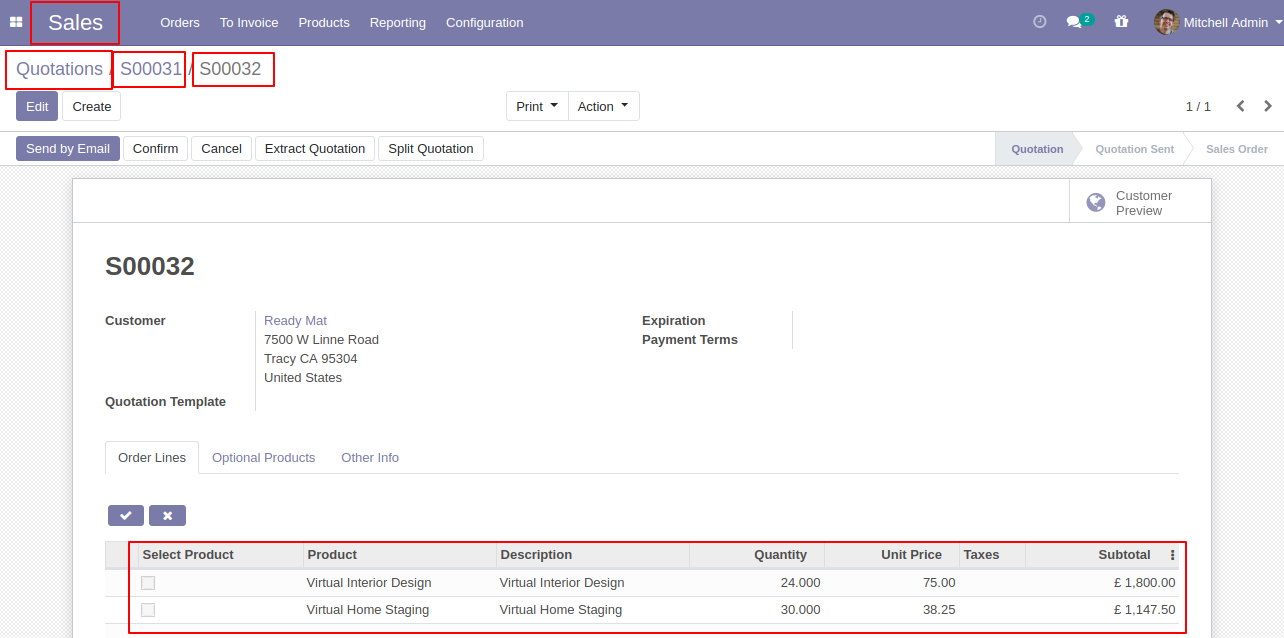 Sales Orders To Invoice Products Reporting Configuration 2 Mitchell Admin
Quotations / S00031 / S00032
Edit Create Print Action 1 / 1
Send by Email Confirm Cancel Extract Quotation Split Quotation Quotation Quotation Sent Sales Order
Customer
Preview
S00032
Customer Ready Mat Expiration
7500 W Linne Road Payment Terms
Tracy CA 95304
United States
Quotation Template
Order Lines Optional Products Other Info
Select Product Product Description Quantity Unit Price Taxes Subtotal
Virtual Interior Design Virtual Interior Design 24.000 75.00 £ 1,800.00
Virtual Home Staging Virtual Home Staging 30.000 38.25 £ 1,147.50